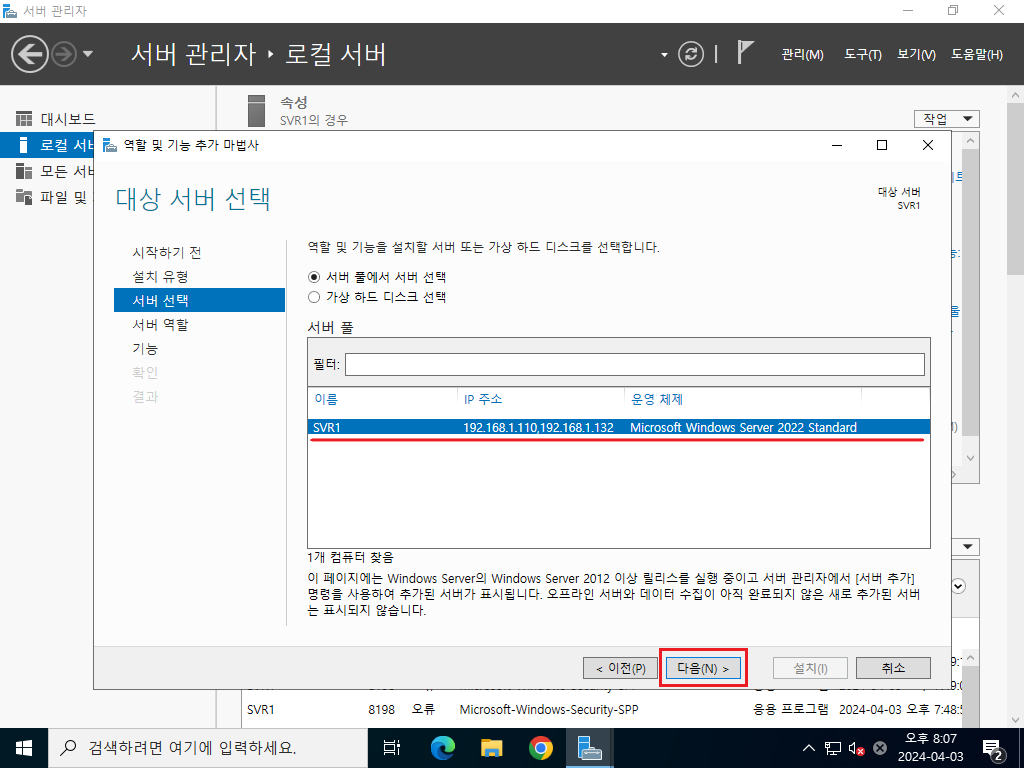 서버 관리자
서버 관리자 ‣ 로컬 서버
관리(M) 도구(T) 보기(V) 도움말(H)
대시보드
로컬 서버
모든 서버
파일 및
속성
SVR1의 경우
작업
역할 및 기능 추가 마법사
대상 서버 선택
대상 서버
SVR1
시작하기 전
설치 유형
서버 선택
서버 역할
기능
확인
결과
역할 및 기능을 설치할 서버 또는 가상 하드 디스크를 선택합니다.
서버 풀에서 서버 선택
가상 하드 디스크 선택
서버 풀
필터:
이름 IP 주소 운영 체제
SVR1 192.168.1.110,192.168.1.132 Microsoft Windows Server 2022 Standard
1개 컴퓨터 찾음
이 페이지에는 Windows Server의 Windows Server 2012 이상 릴리스를 실행 중이고 서버 관리자에서 [서버 추가]
명령을 사용하여 추가된 서버가 표시됩니다. 오프라인 서버와 데이터 수집이 아직 완료되지 않은 새로 추가된 서버
는 표시되지 않습니다.
< 이전(P) 다음(N) > 설치(I) 취소
SVR1 8198 오류 Microsoft-Windows-Security-SPP 응용 프로그램 2024-04-03 오후 7:48:5
검색하려면 여기에 입력하세요.
오후 8:07
2024-04-03
2